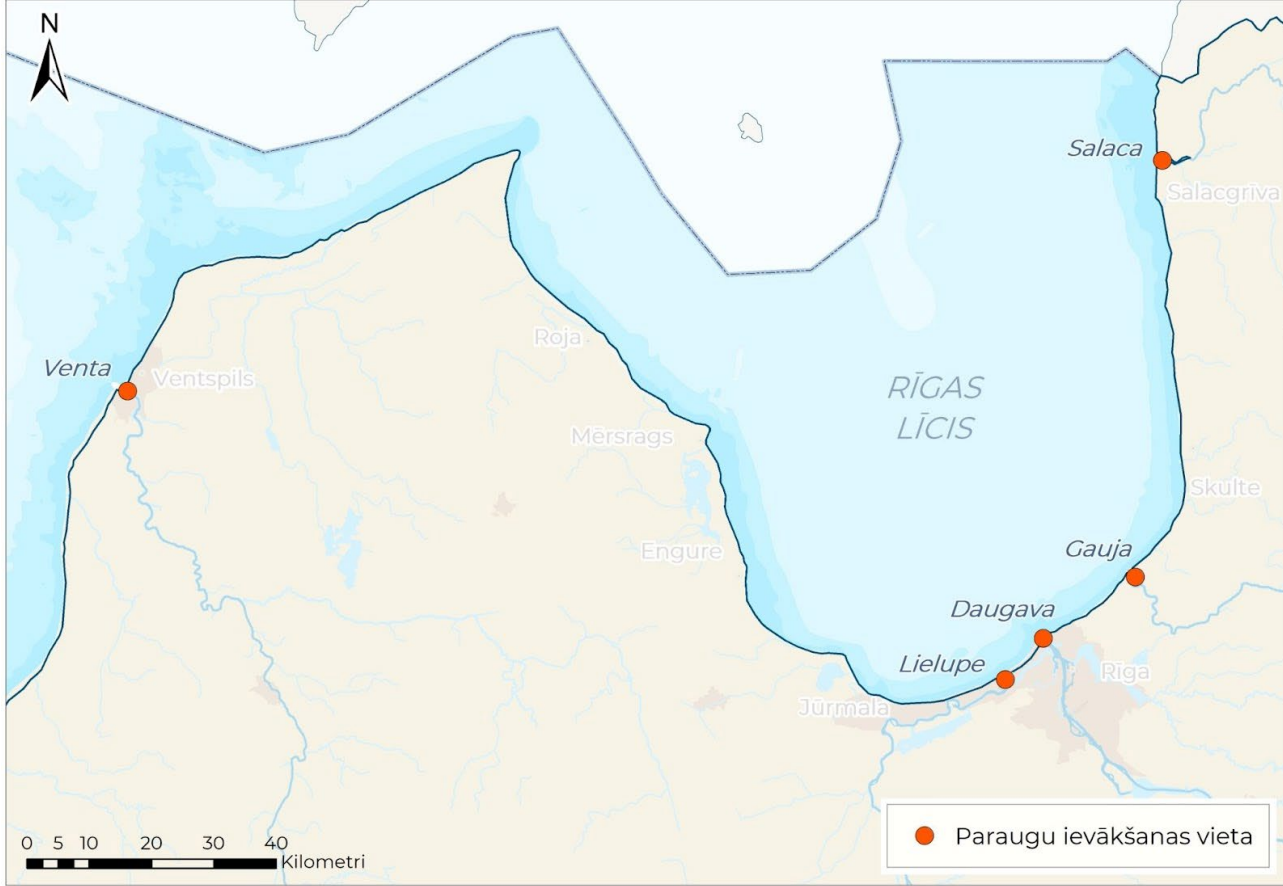 N
Salaca
Salacgrīva
Roja
Venta
Ventspils
RĪGAS
LĪCIS
Mērsrags
Skulte
Engure
Gauja
Daugava
Lielupe
Rīga
Jūrmala
0 5 10 20 30 40
Kilometri
Paraugu ievākšanas vieta